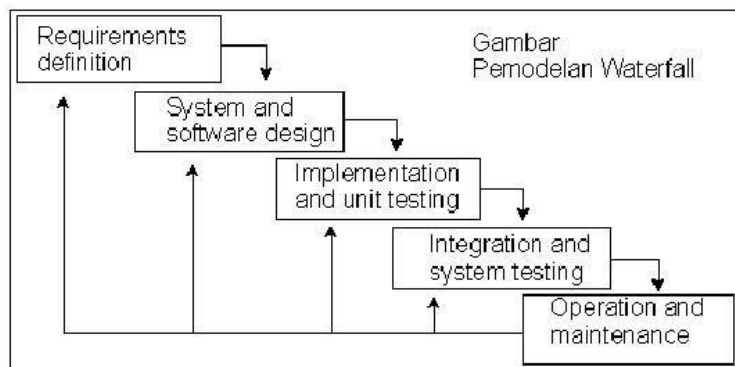 Requirements
definition
Gambar
Pemodelan Waterfall
System and
software design
Implementation
and unit testing
Integration and
system testing
Operation and
maintenance